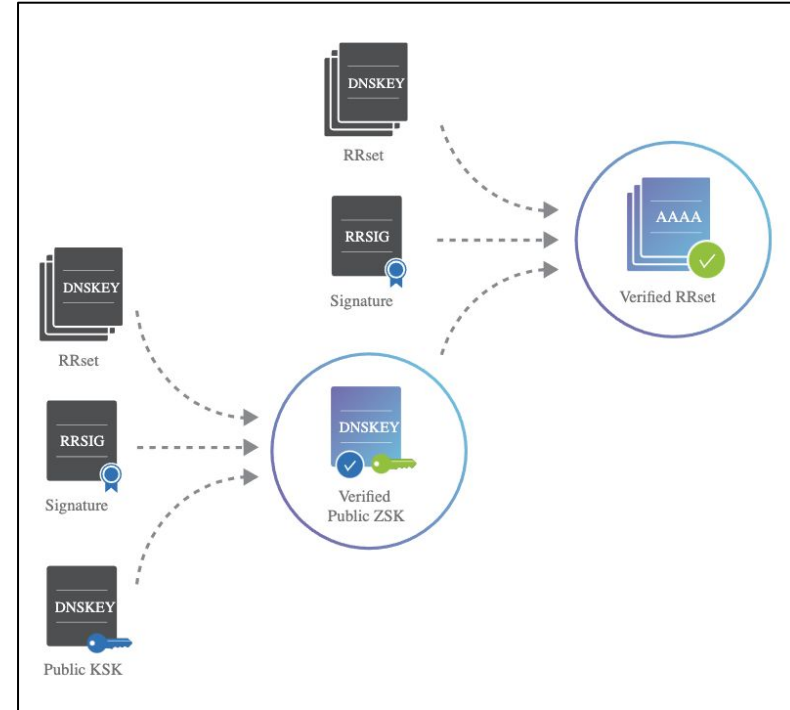 DNSKEY
RRset
RRSIG
Signature
AAAA
Verified RRset
DNSKEY
RRset
RRSIG
Signature
DNSKEY
Public KSK
DNSKEY
Verified
Public ZSK